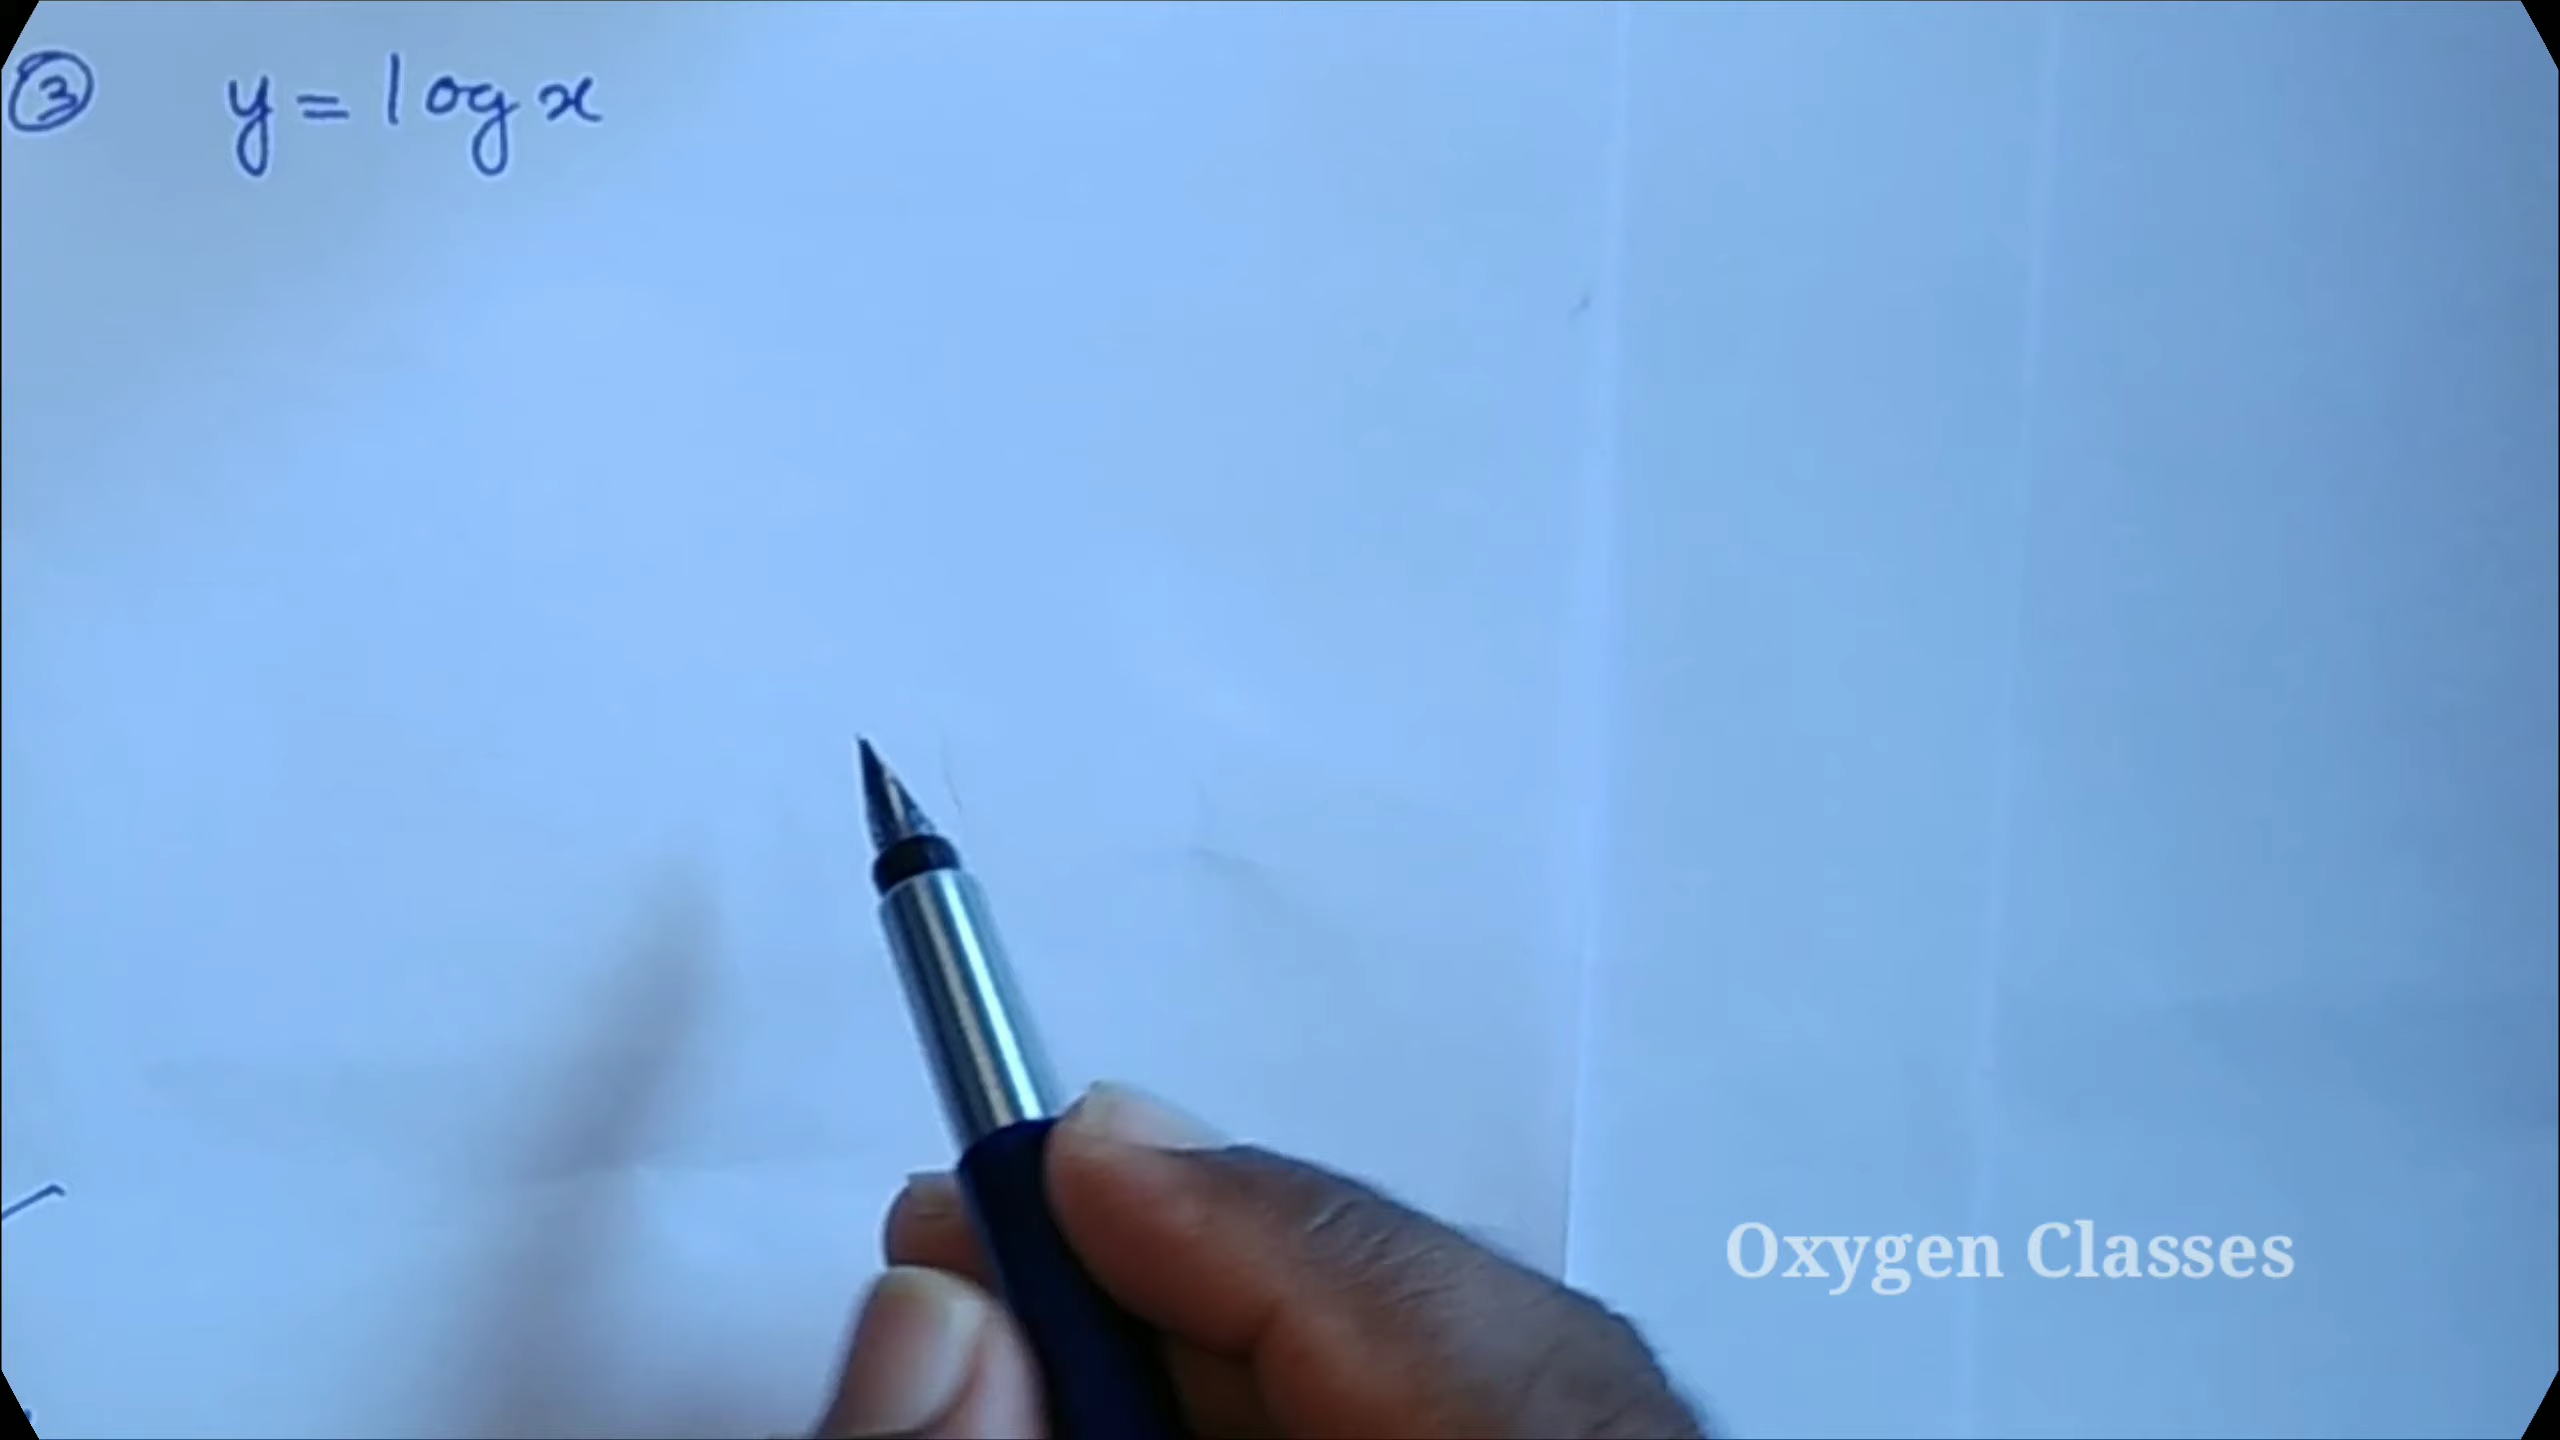 ③ y = log x
Oxygen Classes